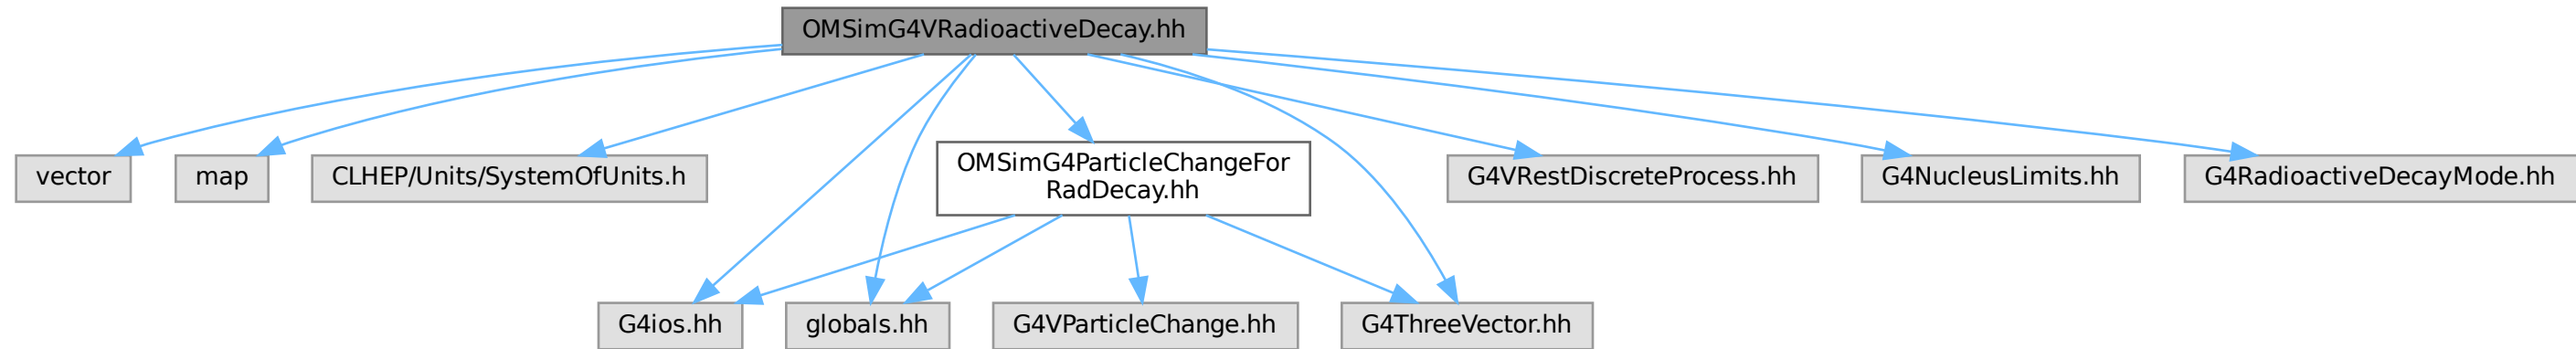 OMSimG4VRadioactiveDecay.hh
OMSimG4ParticleChangeFor
RadDecay.hh
vector
map
CLHEP/Units/SystemOfUnits.h
G4VRestDiscreteProcess.hh
G4NucleusLimits.hh
G4RadioactiveDecayMode.hh
G4ios.hh
globals.hh
G4VParticleChange.hh
G4ThreeVector.hh